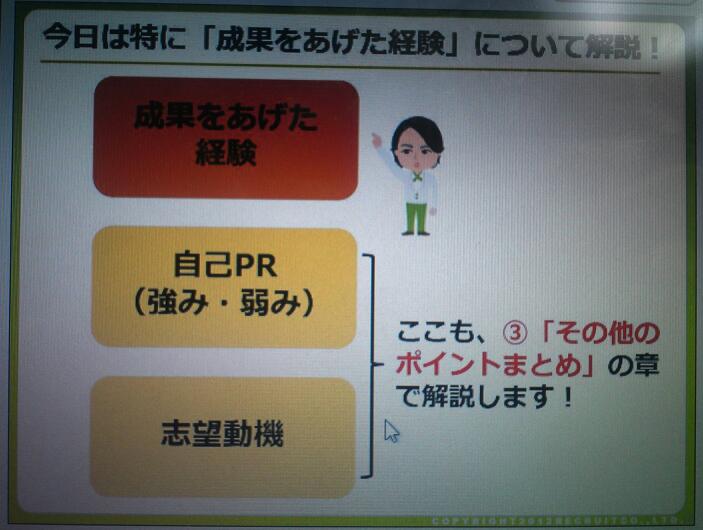 今日は特に「成果をあげた経験」について解説！
成果をあげた
経験
自己PR
（強み・弱み）
志望動機
ここも、③「その他の
ポイントまとめ」の章
で解説します！
COPYRIGHT2012RECRUITCO.,LTD.